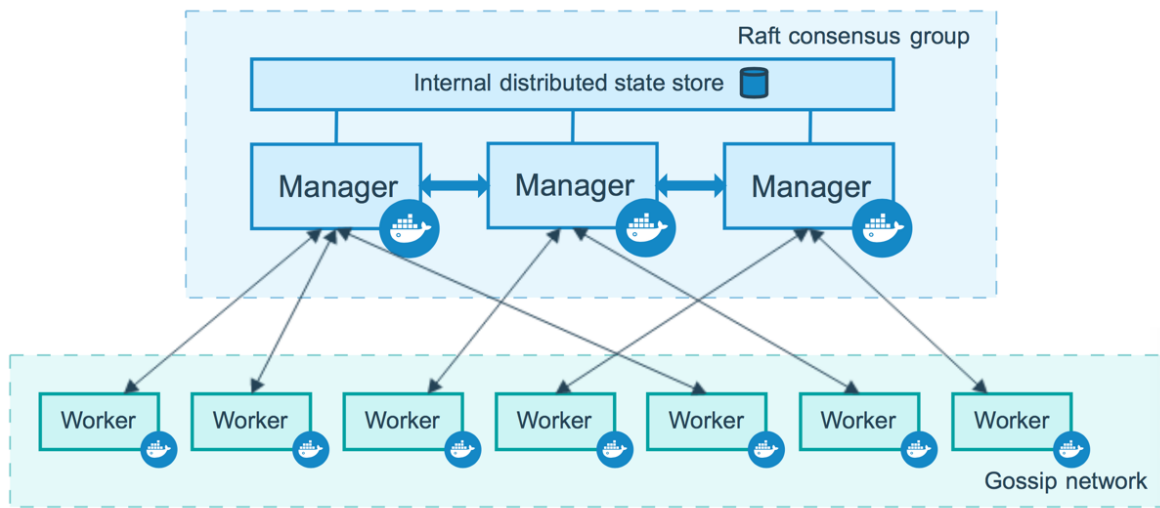 Raft consensus group
Internal distributed state store
Manager
Manager
Manager
Worker
Worker
Worker
Worker
Worker
Worker
Worker
Gossip network